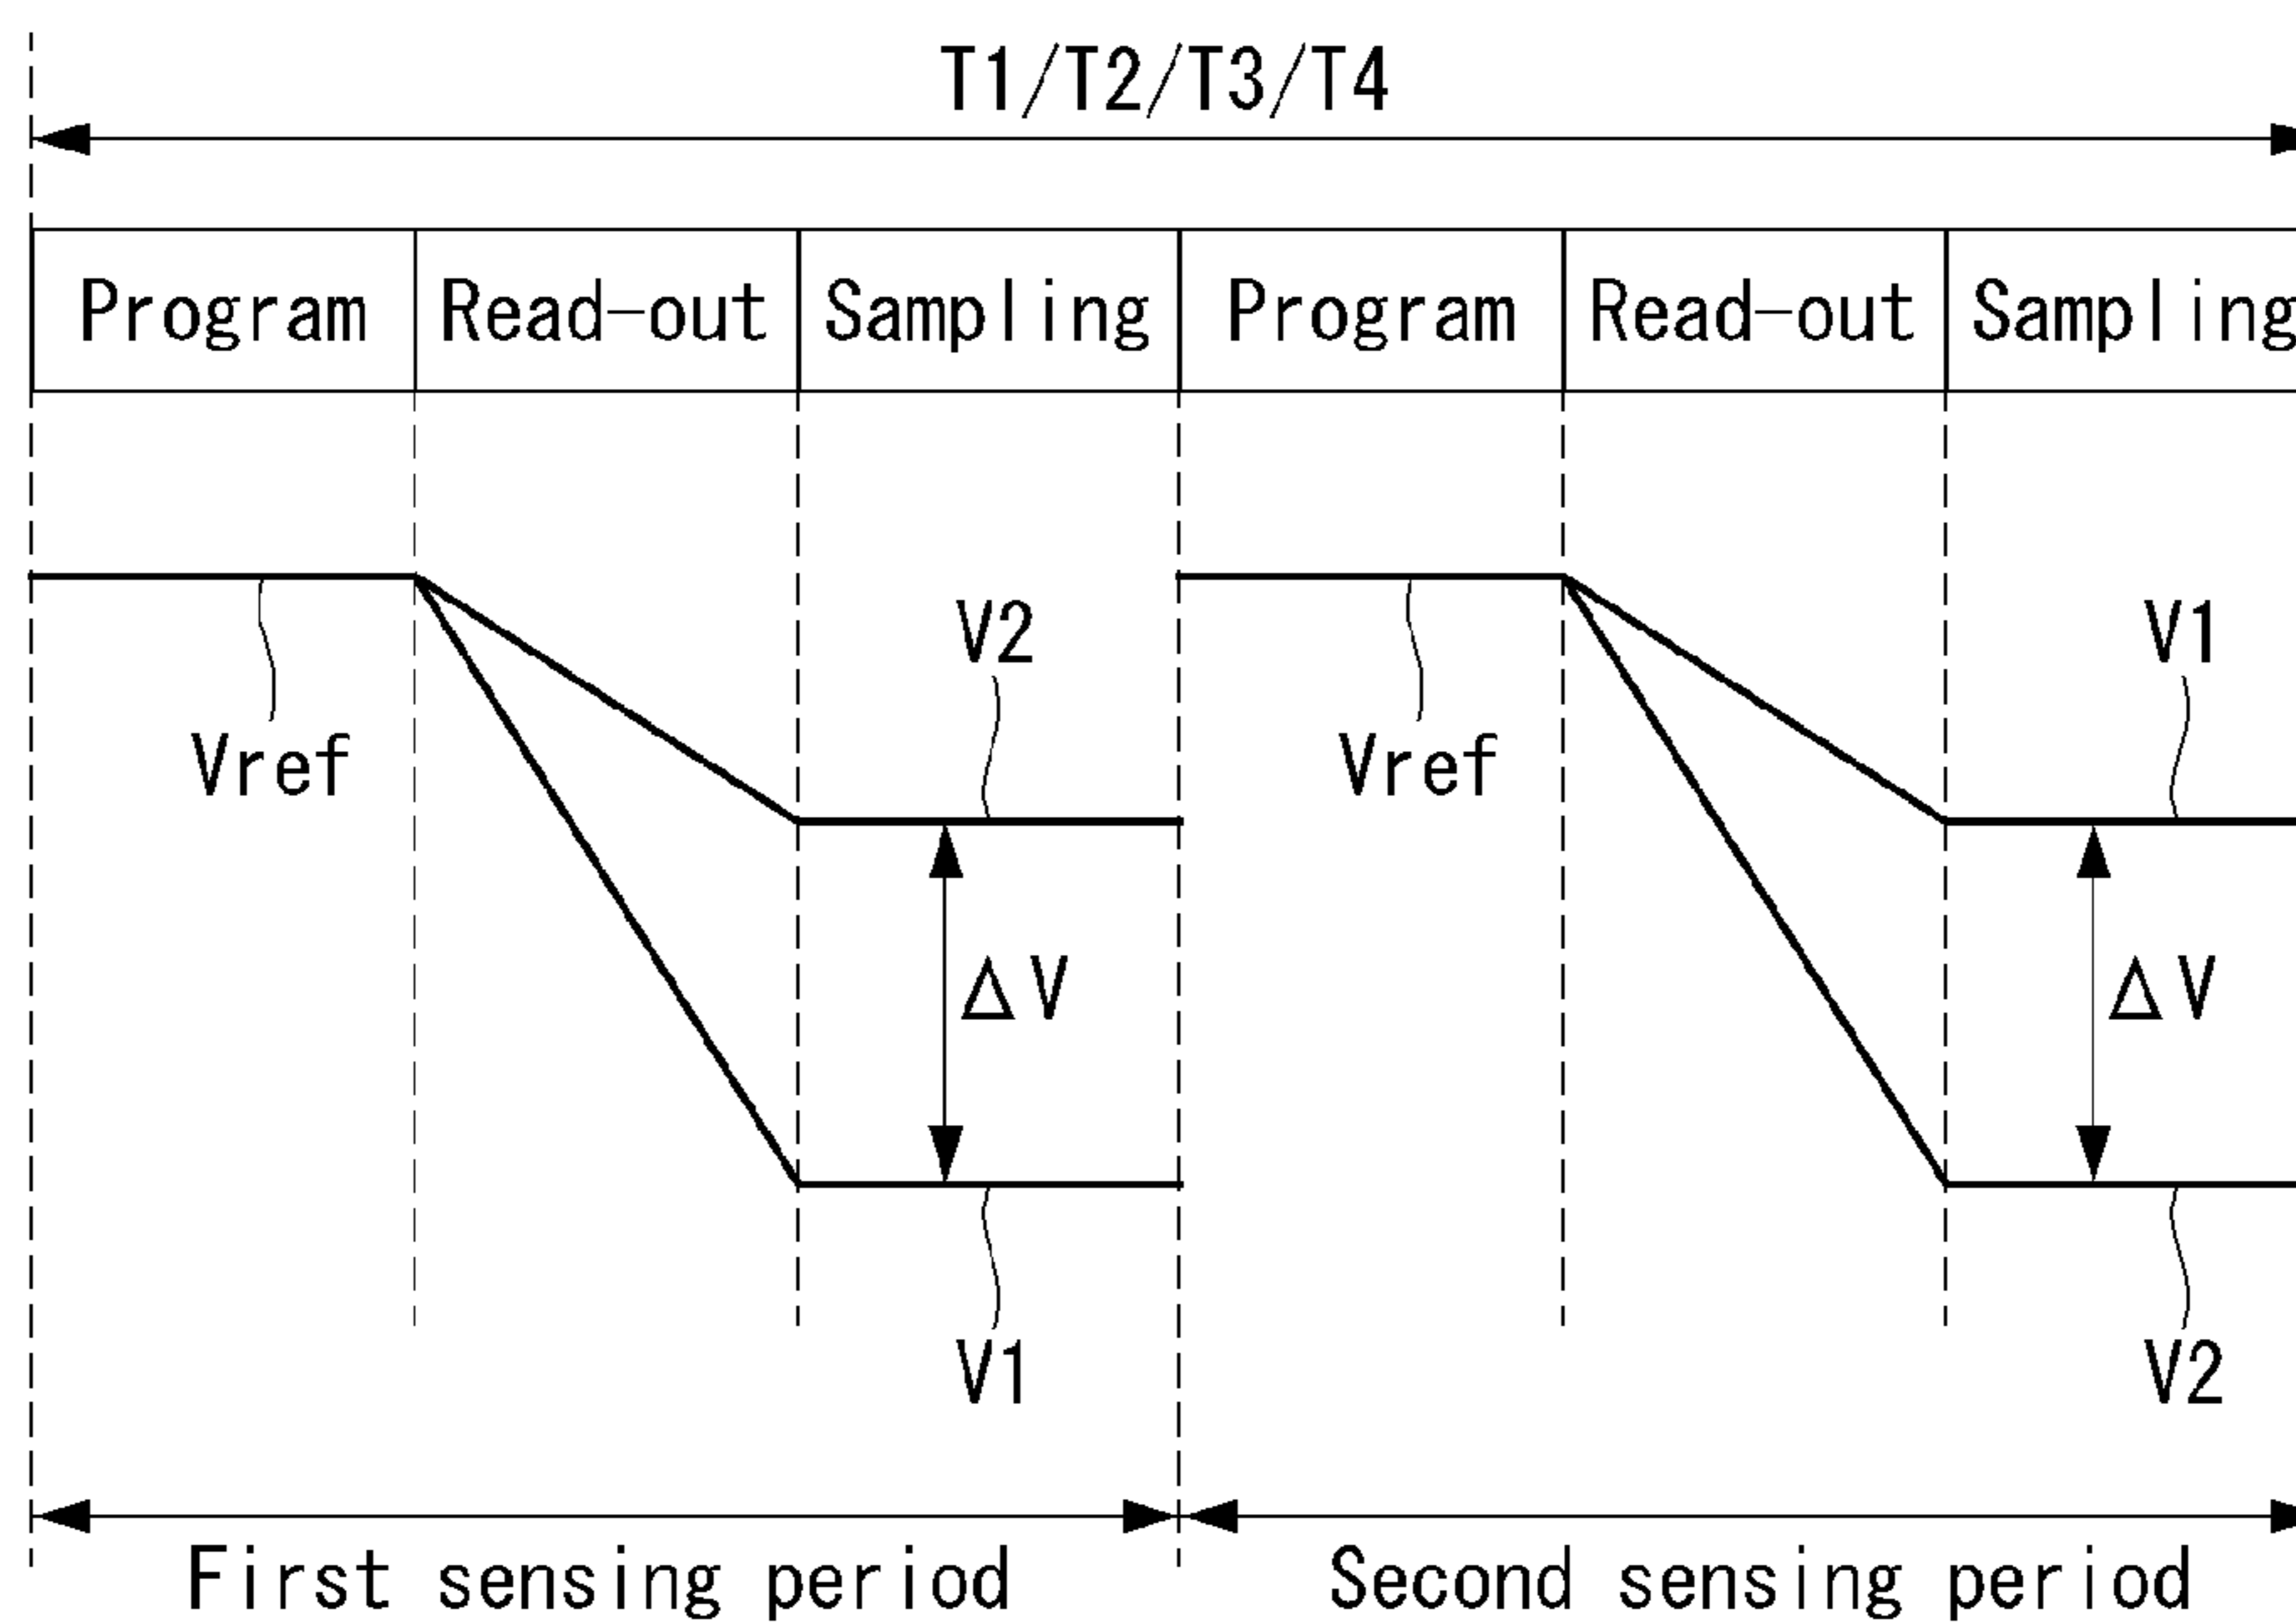 T1/T2/T3/T4
Program Read-out Sampling Program Read-out Sampling
V2 V1
Vref Vref
ΔV ΔV
V1 V2
First sensing period Second sensing period